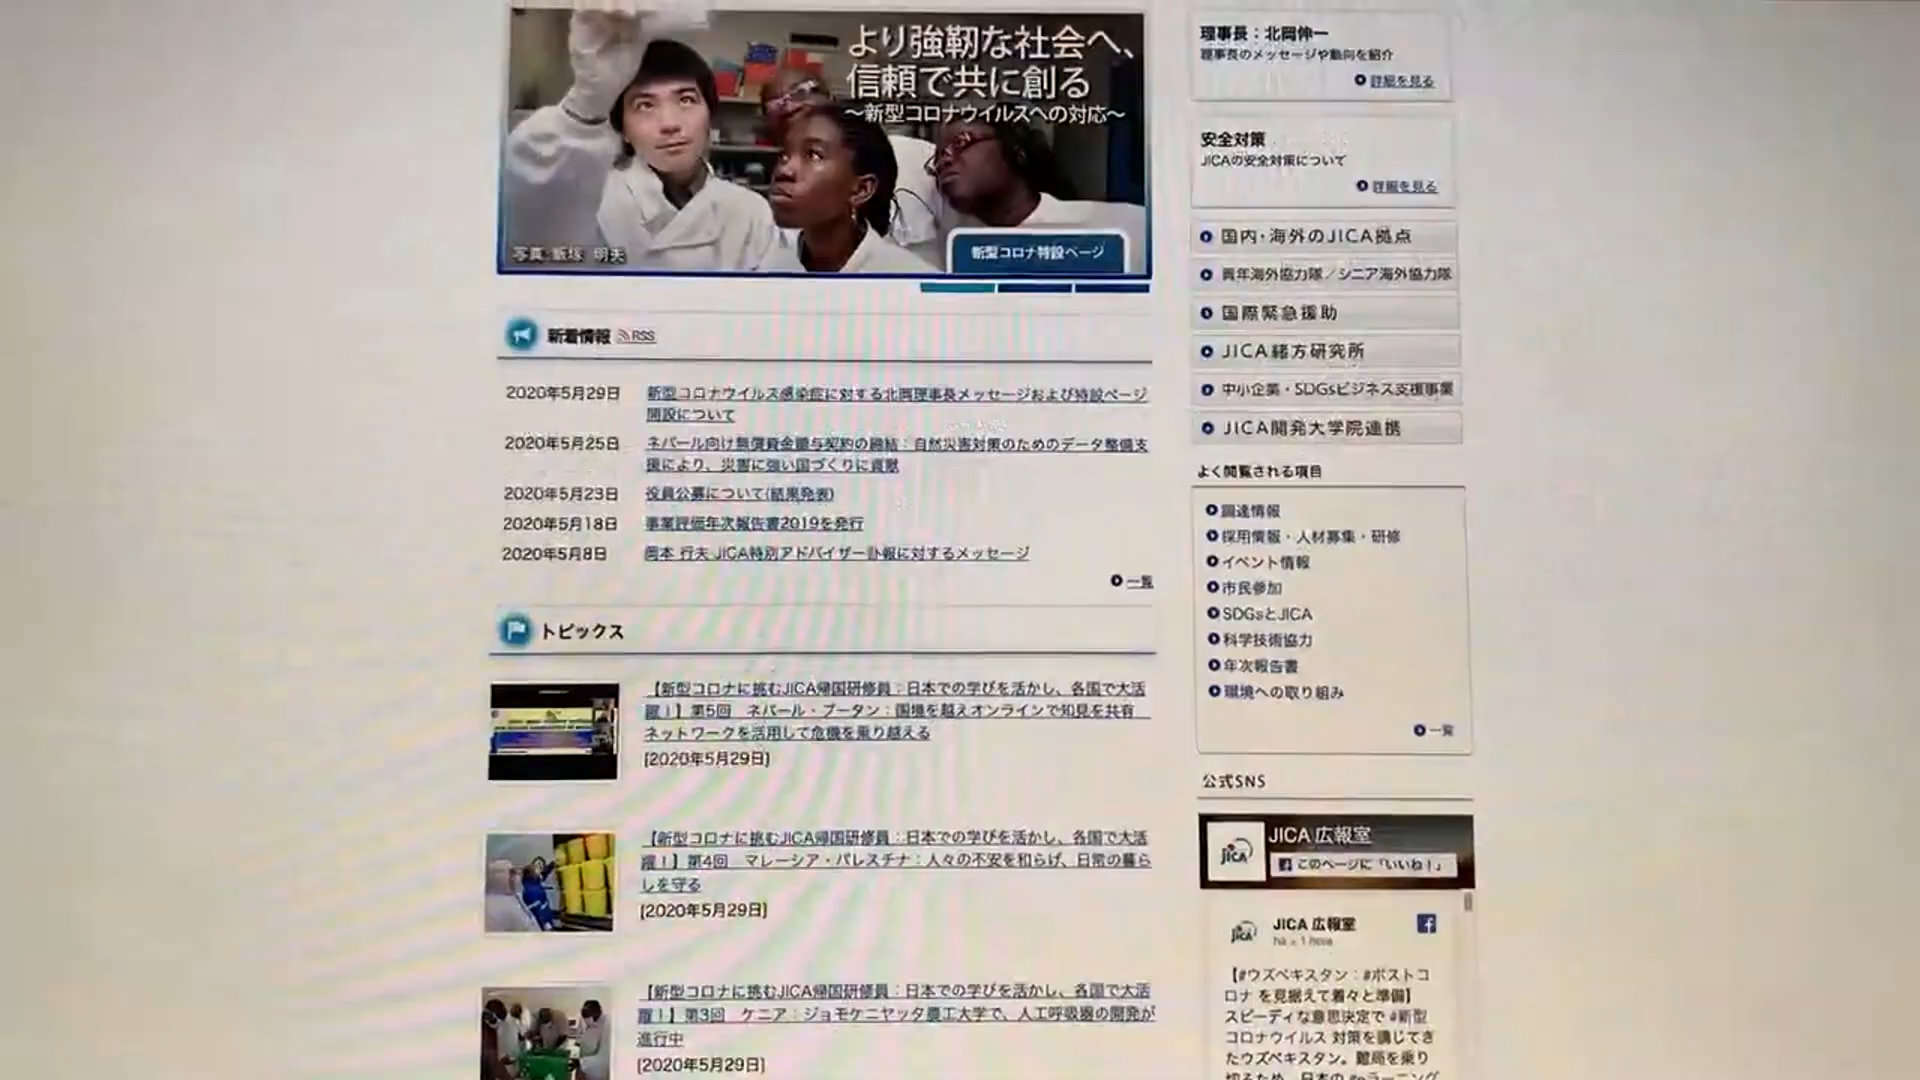 より強靭な社会へ、
信頼で共に創る
～新型コロナウイルスへの対応～
写真:飯塚 明夫
新型コロナ特設ページ
新着情報 RSS
2020年5月29日 新型コロナウイルス感染症に対する北岡理事長メッセージおよび特設ページ
開設について
2020年5月25日 ネパール向け無償資金贈与契約の締結：自然災害対策のためのデータ整備支
援により、災害に強い国づくりに貢献
2020年5月23日 役員公募について(結果発表)
2020年5月18日 事業評価年次報告書2019を発行
2020年5月8日 岡本 行夫 JICA特別アドバイザー訃報に対するメッセージ
一覧
トピックス
【新型コロナに挑むJICA帰国研修員：日本での学びを活かし、各国で大活
躍！】第5回 ネパール・ブータン：国境を越えオンラインで知見を共有
ネットワークを活用して危機を乗り越える
[2020年5月29日]
【新型コロナに挑むJICA帰国研修員：日本での学びを活かし、各国で大活
躍！】第4回 マレーシア・パレスチナ：人々の不安を和らげ、日常の暮ら
しを守る
[2020年5月29日]
【新型コロナに挑むJICA帰国研修員：日本での学びを活かし、各国で大活
躍！】第3回 ケニア：ジョモケニヤッタ農工大学で、人工呼吸器の開発が
進行中
[2020年5月29日]
理事長：北岡伸一
理事長のメッセージや動向を紹介
詳細を見る
安全対策
JICAの安全対策について
詳細を見る
国内・海外のJICA拠点
青年海外協力隊／シニア海外協力隊
国際緊急援助
JICA緒方研究所
中小企業・SDGsビジネス支援事業
JICA開発大学院連携
よく閲覧される項目
調達情報
採用情報・人材募集・研修
イベント情報
市民参加
SDGsとJICA
科学技術協力
年次報告書
環境への取り組み
一覧
公式SNS
JICA
JICA 広報室
このページに「いいね！」
JICA
JICA 広報室
【#ウズベキスタン：#ポストコ
ロナ を見据えて着々と準備】
スピーディな意思決定で #新型
コロナウイルス 対策を講じてき
たウズベキスタン。難局を乗り